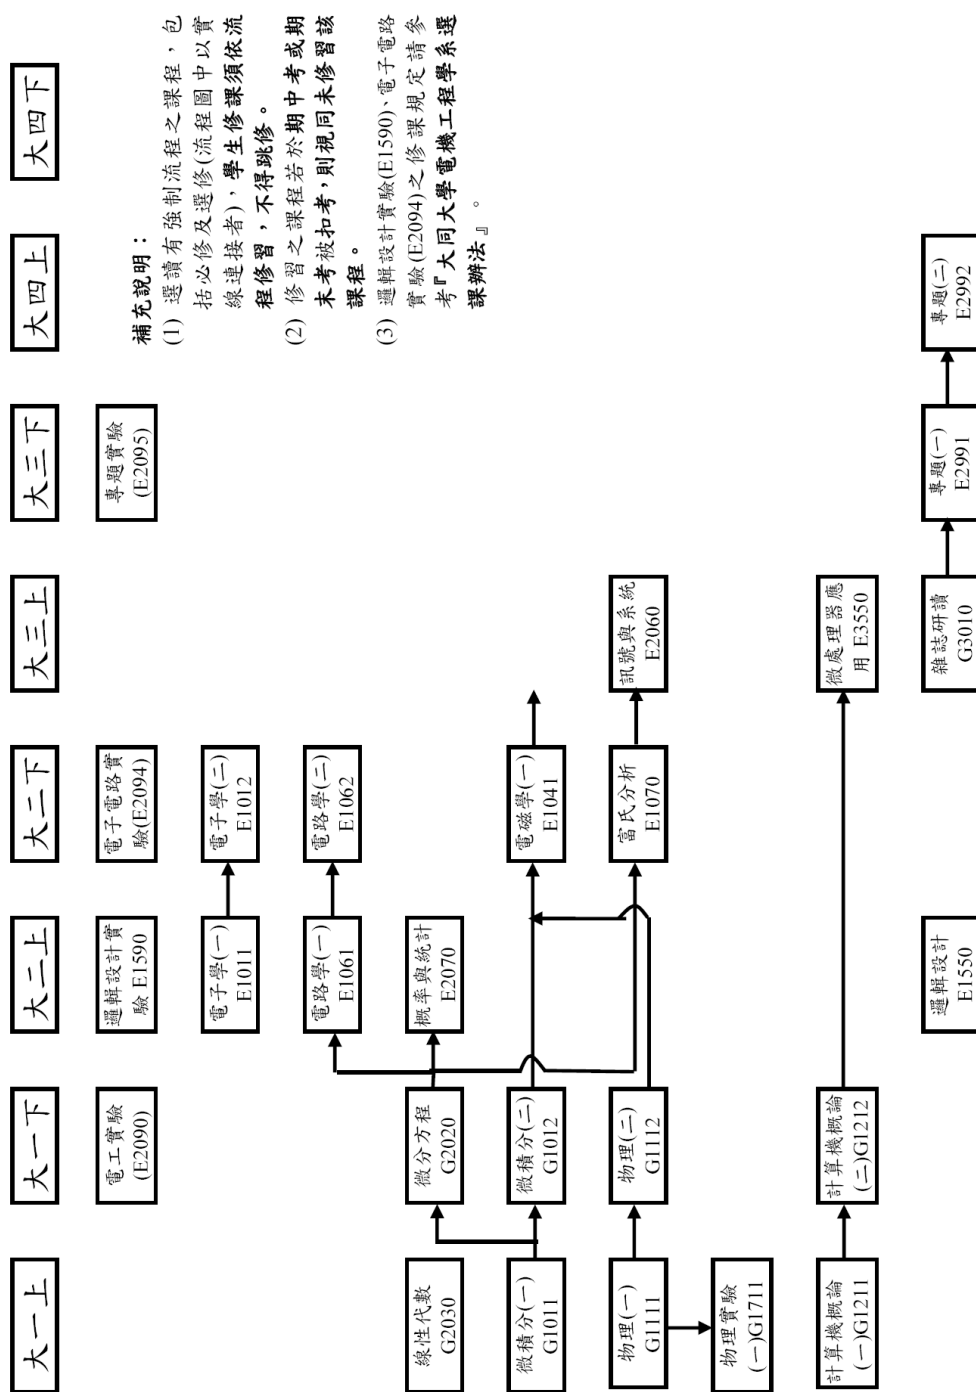 大一上
大一下
大二上
大二下
大三上
大三下
大四上
大四下
電工實驗
(E2090)
邏輯設計實
驗 E1590
電子電路實
驗(E2094)
專題實驗
(E2095)
補充說明：
(1) 選讀有強制流程之課程，包
括必修及選修(流程圖中以實
線連接者)，學生修課須依流
程修習，不得跳修。
(2) 修習之課程若於期中考或期
末考被扣考，則視同未修習該
課程。
(3) 邏輯設計實驗(E1590)、電子電路
實驗(E2094)之修課規定請參
考『大同大學電機工程學系選
課辦法』。
電子學(一)
E1011
電子學(二)
E1012
電路學(一)
E1061
電路學(二)
E1062
線性代數
G2030
微分方程
G2020
概率與統計
E2070
微積分(一)
G1011
微積分(二)
G1012
電磁學(一)
E1041
物理(一)
G1111
物理(二)
G1112
富氏分析
E1070
訊號與系統
E2060
物理實驗
(一)G1711
計算機概論
(一)G1211
計算機概論
(二)G1212
微處理器應
用 E3550
邏輯設計
E1550
雜誌研讀
G3010
專題(一)
E2991
專題(二)
E2992